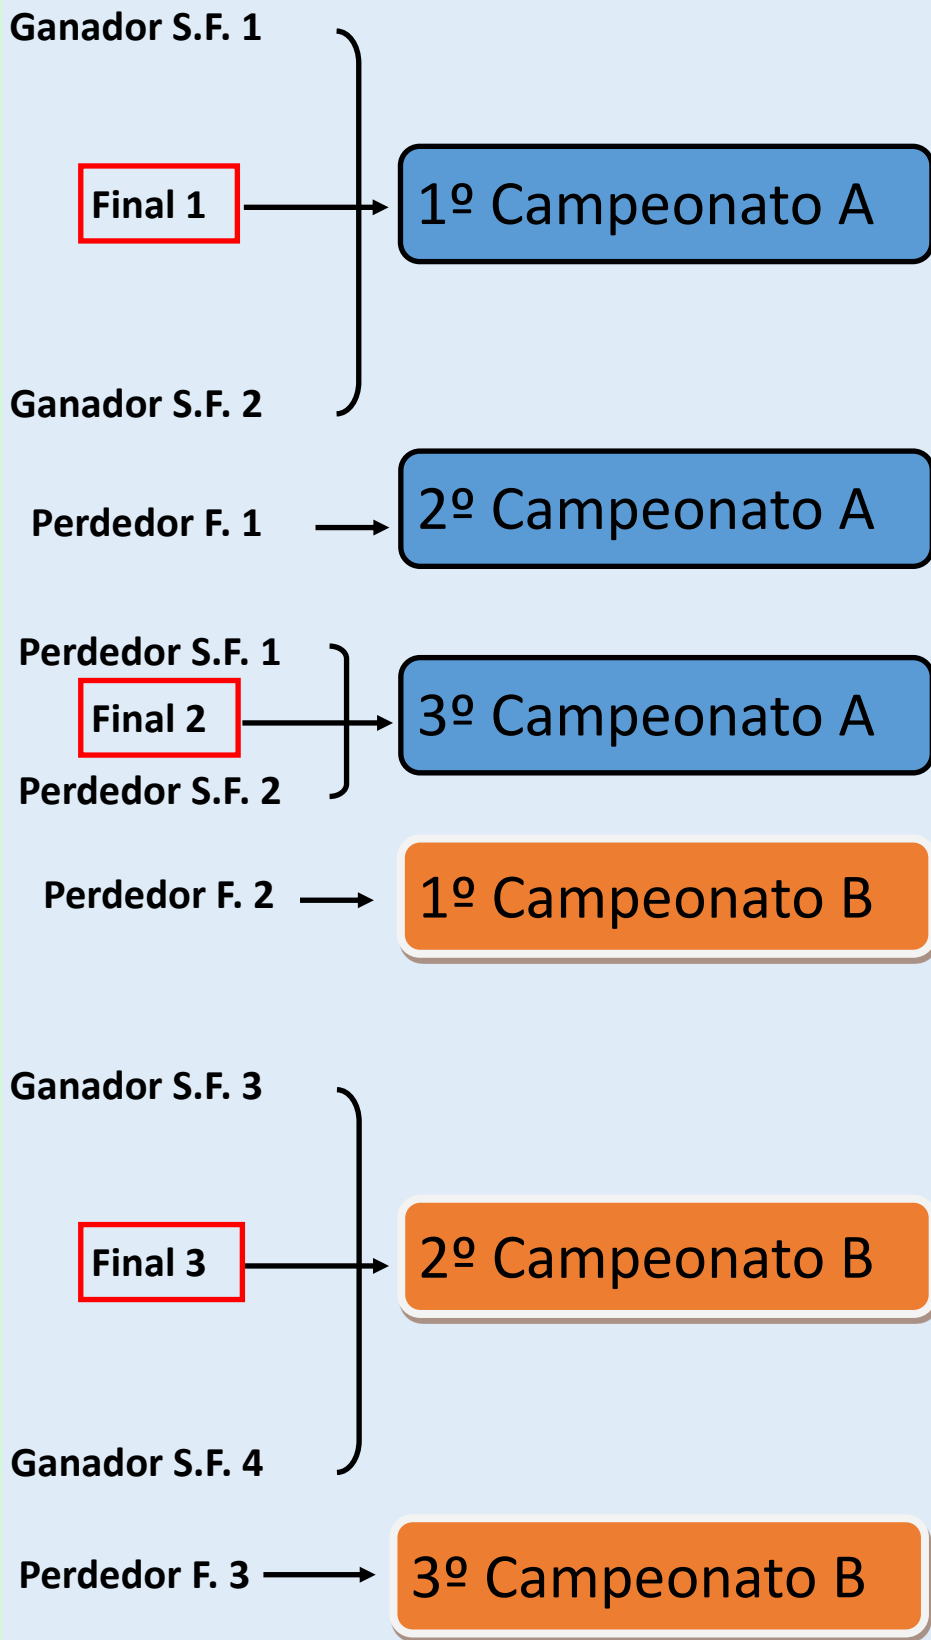 Ganador S.F. 1
Final 1
1º Campeonato A
Ganador S.F. 2
Perdedor F. 1
2º Campeonato A
Perdedor S.F. 1
Final 2
3º Campeonato A
Perdedor S.F. 2
Perdedor F. 2
1º Campeonato B
Ganador S.F. 3
Final 3
2º Campeonato B
Ganador S.F. 4
Perdedor F. 3
3º Campeonato B